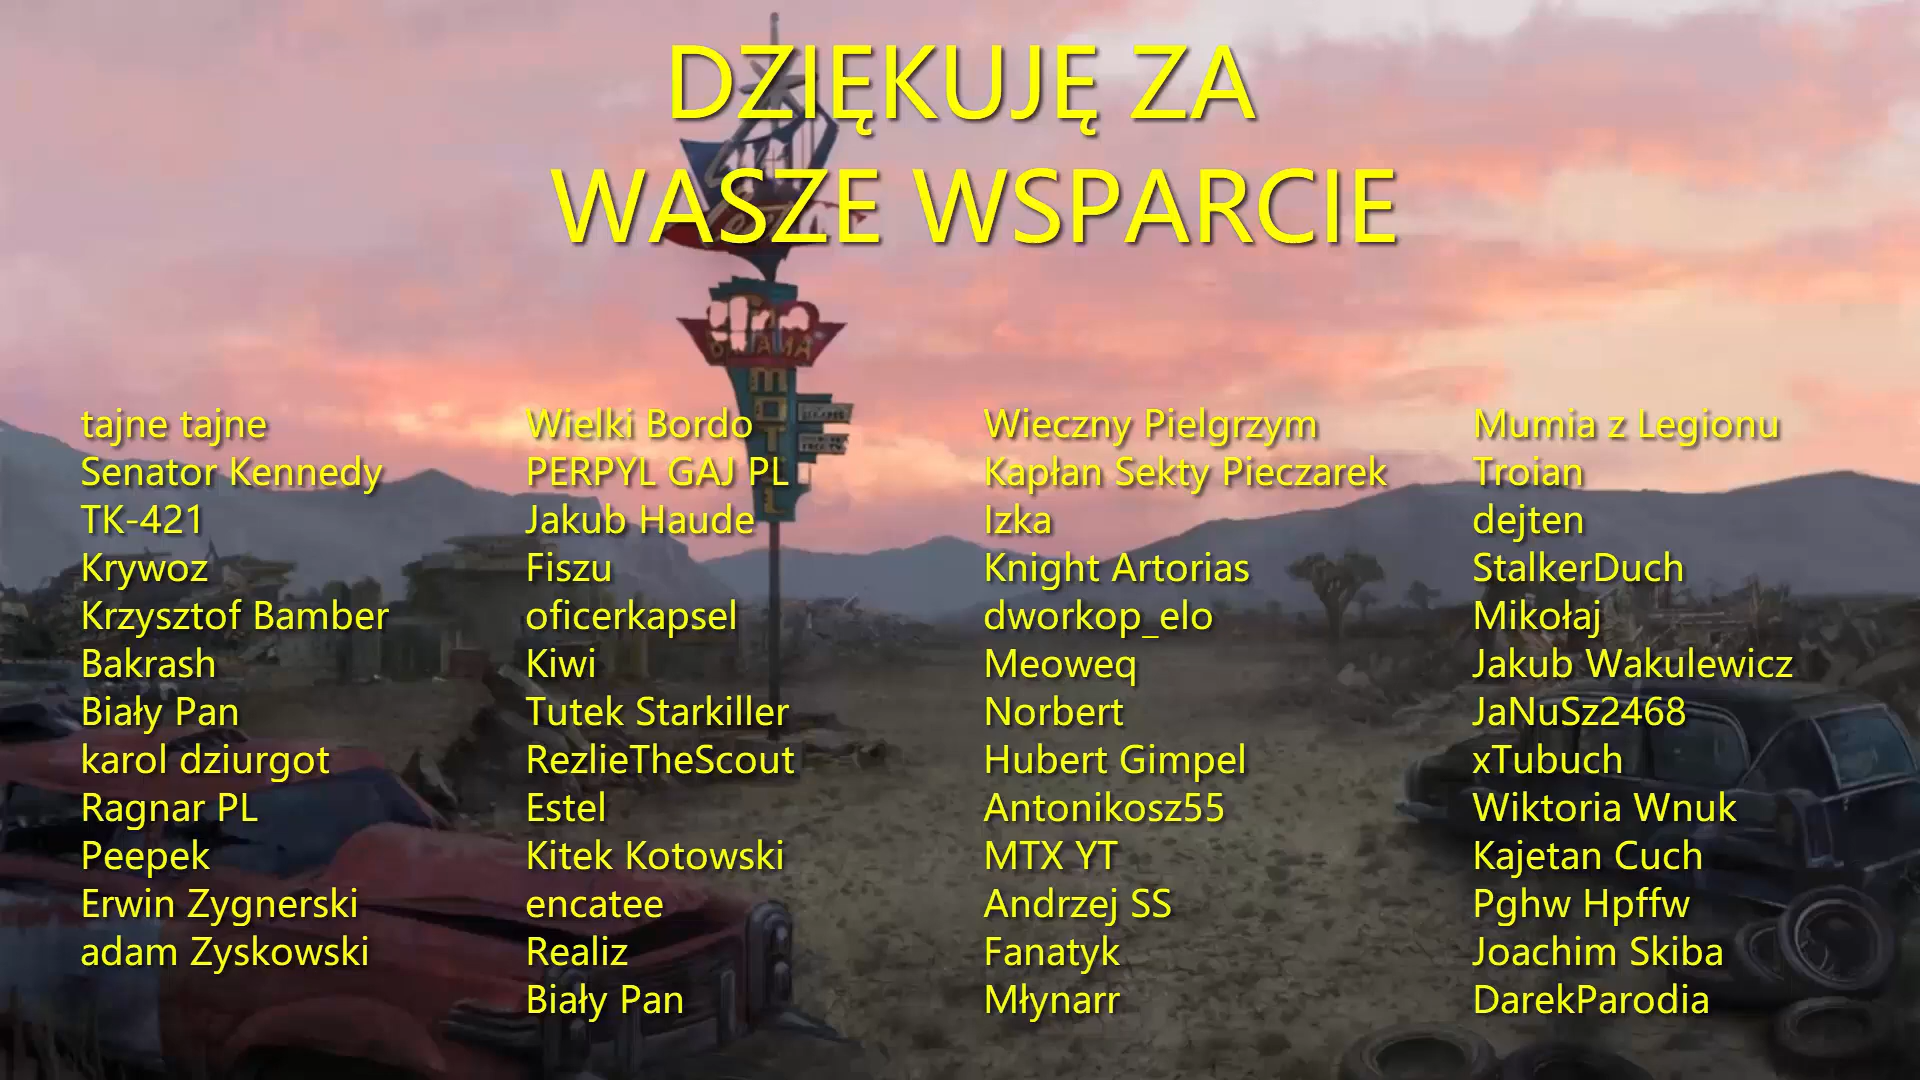 DZIĘKUJĘ ZA
WASZE WSPARCIE
MOTEL
tajne tajne
Senator Kennedy
TK-421
Krywoz
Krzysztof Bamber
Bakrash
Biały Pan
karol dziurgot
Ragnar PL
Peepek
Erwin Zygnerski
adam Zyskowski
Wielki Bordo
PERPYL GAJ PL
Jakub Haude
Fiszu
oficerkapsel
Kiwi
Tutek Starkiller
RezlieTheScout
Estel
Kitek Kotowski
encatee
Realiz
Biały Pan
Wieczny Pielgrzym
Kapłan Sekty Pieczarek
Izka
Knight Artorias
dworkop_elo
Meoweq
Norbert
Hubert Gimpel
Antonikosz55
MTX YT
Andrzej SS
Fanatyk
Młynarr
Mumia z Legionu
Troian
dejten
StalkerDuch
Mikołaj
Jakub Wakulewicz
JaNuSz2468
xTubuch
Wiktoria Wnuk
Kajetan Cuch
Pghw Hpffw
Joachim Skiba
DarekParodia